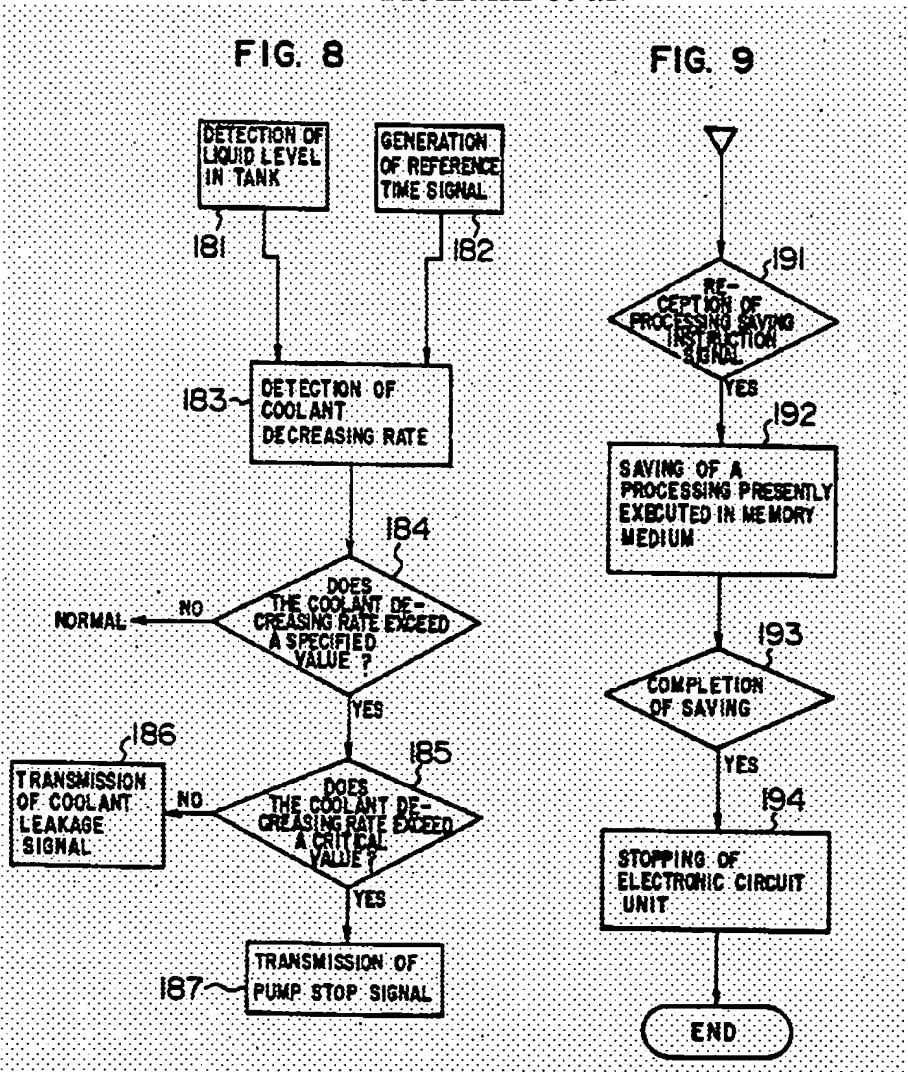 FIG. 8
DETECTION OF
LIQUID LEVEL
IN TANK
181
GENERATION
OF REFERENCE
TIME SIGNAL
182
183
DETECTION OF
COOLANT
DECREASING RATE
184
DOES
THE COOLANT DE-
CREASING RATE EXCEED
A SPECIFIED
VALUE ?
NO
NORMAL
YES
185
DOES
THE COOLANT DE-
CREASING RATE EXCEED
A CRITICAL
VALUE ?
NO
186
TRANSMISSION
OF COOLANT
LEAKAGE
SIGNAL
YES
187
TRANSMISSION OF
PUMP STOP SIGNAL
FIG. 9
191
RE-
CEPTION OF
PROCESSING SAVING
INSTRUCTION
SIGNAL
YES
192
SAVING OF A
PROCESSING PRESENTLY
EXECUTED IN MEMORY
MEDIUM
193
COMPLETION
OF SAVING
YES
194
STOPPING OF
ELECTRONIC CIRCUIT
UNIT
END